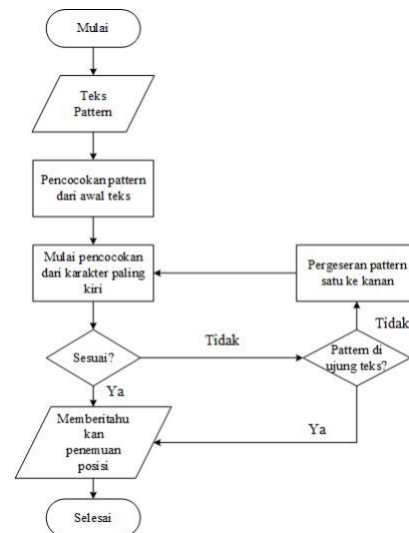 Mulai
Teks
Pattern
Pencocokan pattern
dari awal teks
Mulai pencocokan
dari karakter paling
kiri
Pergeseran pattern
satu ke kanan
Tidak
Tidak
Sesuai?
Pattern di
ujung teks?
Ya
Memberitahu
kan
penemuan
posisi
Ya
Selesai